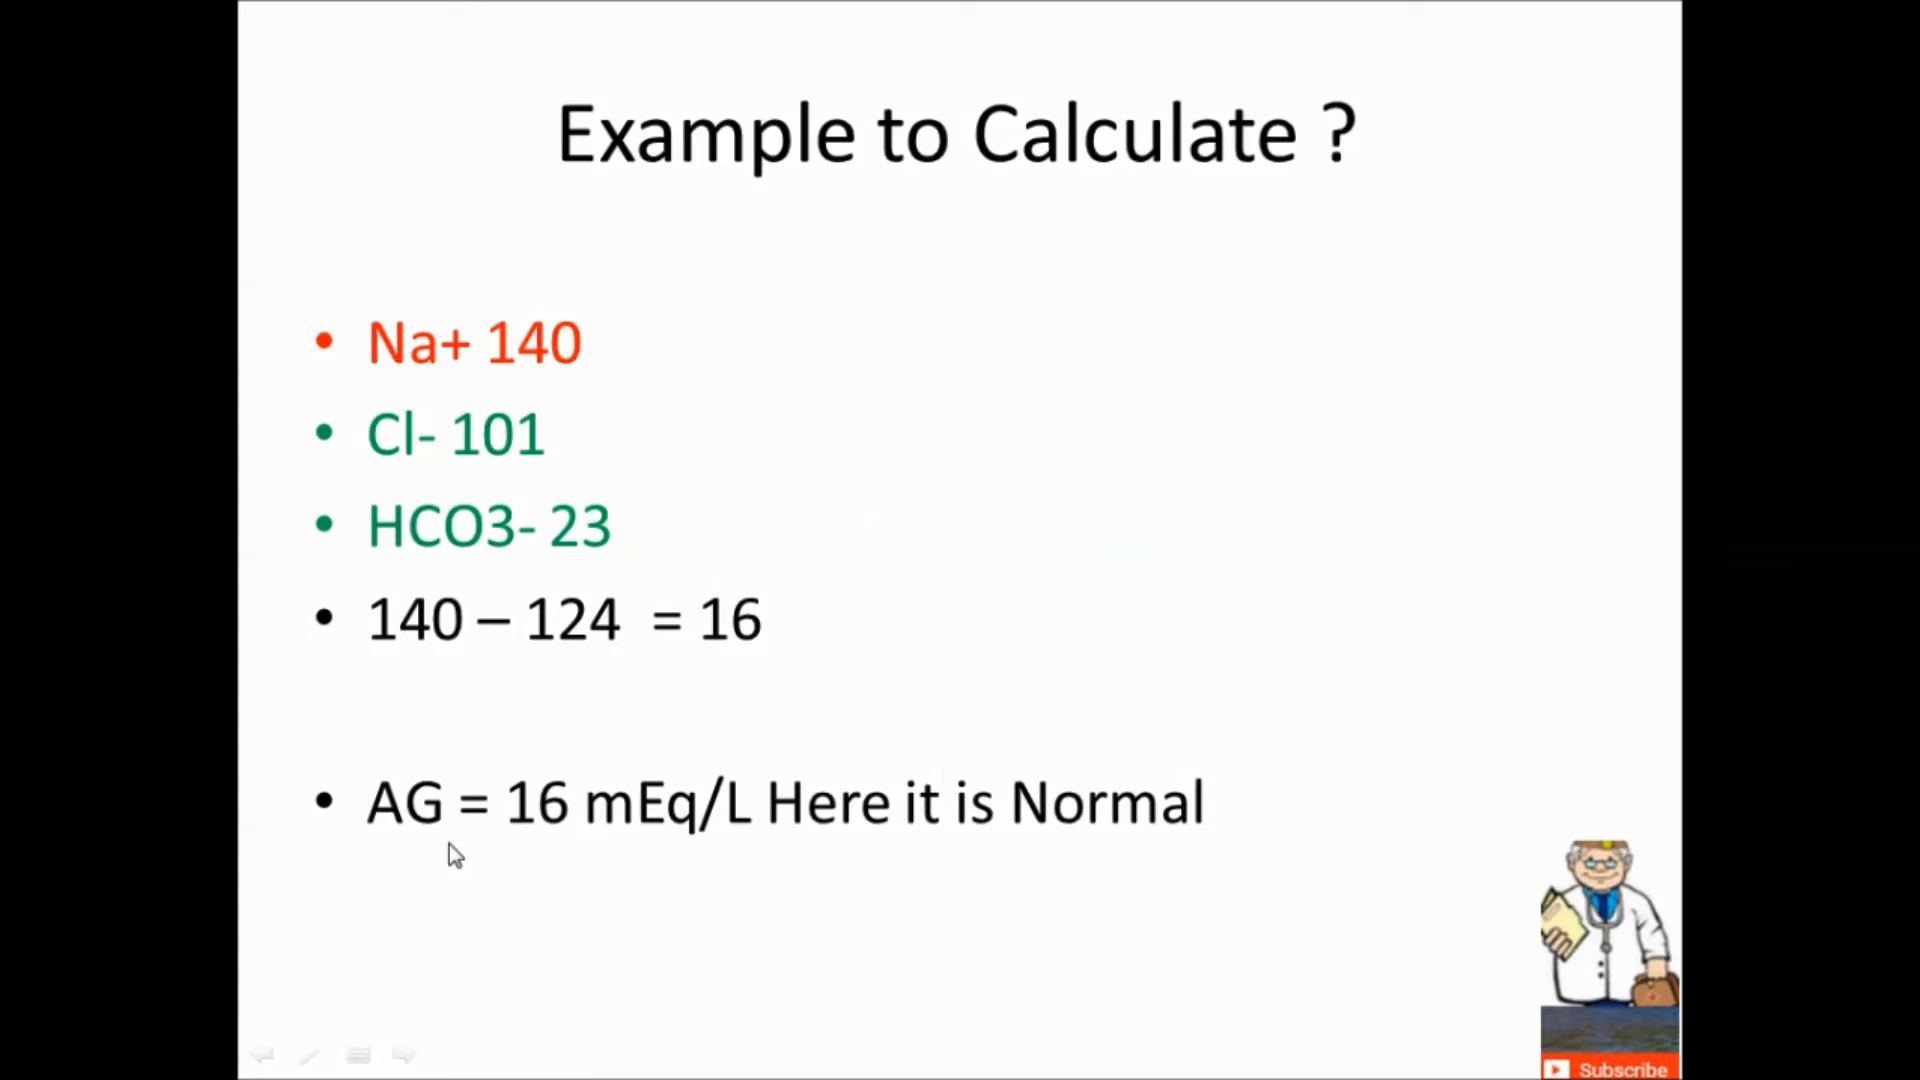 Example to Calculate ?
• Na+ 140
• Cl- 101
• HCO3- 23
• 140 – 124 = 16
• AG = 16 mEq/L Here it is Normal
Subscribe